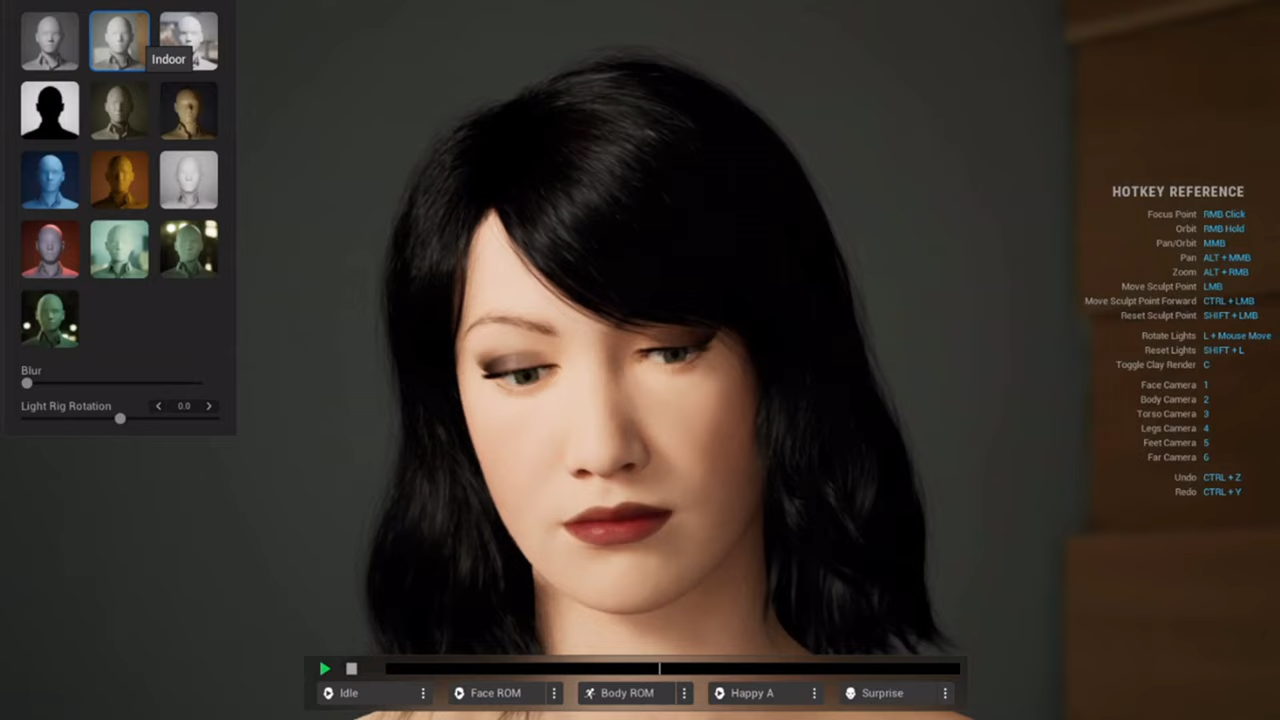 Indoor
Blur
Light Rig Rotation 0.0
HOTKEY REFERENCE
Focus Point RMB Click
Orbit RMB Hold
Pan/Orbit MMB
Pan ALT + MMB
Zoom ALT + RMB
Move Sculpt Point LMB
Move Sculpt Point Forward CTRL + LMB
Reset Sculpt Point SHIFT + LMB
Rotate Lights L + Mouse Move
Reset Lights SHIFT + L
Toggle Clay Render C
Face Camera 1
Body Camera 2
Torso Camera 3
Legs Camera 4
Feet Camera 5
Far Camera 6
Undo CTRL + Z
Redo CTRL + Y
Idle
Face ROM
Body ROM
Happy A
Surprise